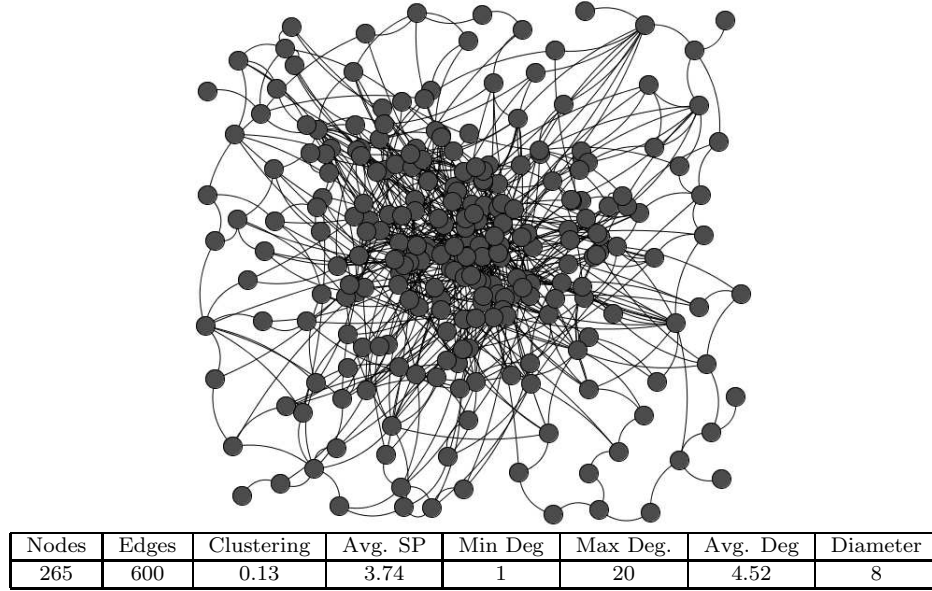 Nodes Edges Clustering Avg. SP Min Deg Max Deg. Avg. Deg Diameter
265 600 0.13 3.74 1 20 4.52 8